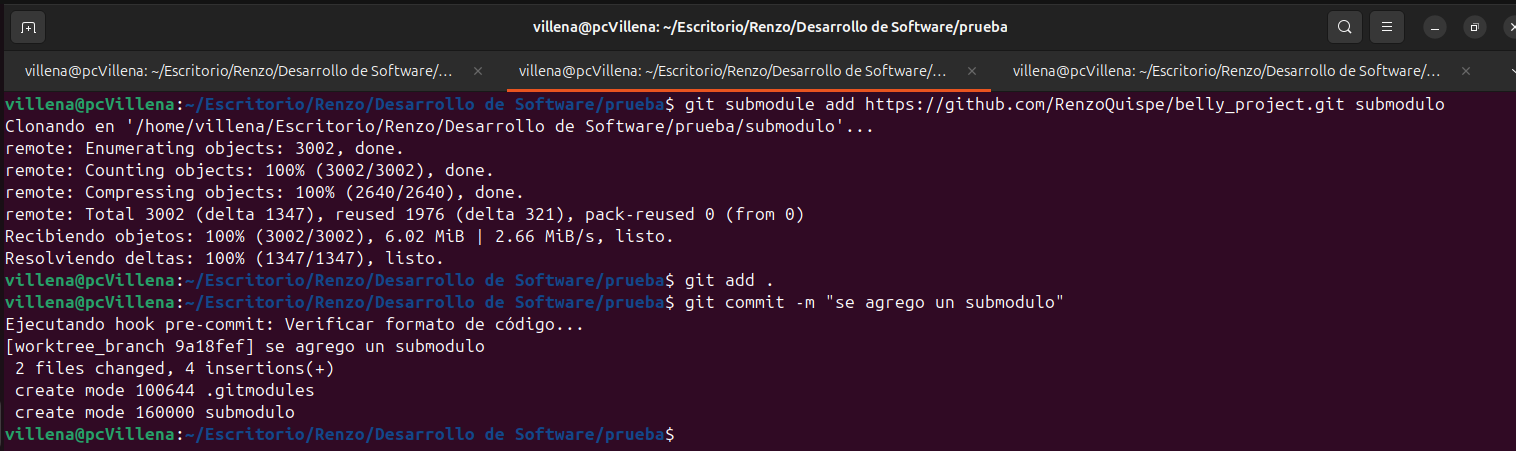 villena@pcVillena: ~/Escritorio/Renzo/Desarrollo de Software/prueba
villena@pcVillena: ~/Escritorio/Renzo/Desarrollo de Software/... villena@pcVillena: ~/Escritorio/Renzo/Desarrollo de Software/... villena@pcVillena: ~/Escritorio/Renzo/Desarrollo de Software/...
villena@pcVillena:~/Escritorio/Renzo/Desarrollo de Software/prueba$ git submodule add https://github.com/RenzoQuispe/belly_project.git submodulo
Clonando en '/home/villena/Escritorio/Renzo/Desarrollo de Software/prueba/submodulo'...
remote: Enumerating objects: 3002, done.
remote: Counting objects: 100% (3002/3002), done.
remote: Compressing objects: 100% (2640/2640), done.
remote: Total 3002 (delta 1347), reused 1976 (delta 321), pack-reused 0 (from 0)
Recibiendo objetos: 100% (3002/3002), 6.02 MiB | 2.66 MiB/s, listo.
Resolviendo deltas: 100% (1347/1347), listo.
villena@pcVillena:~/Escritorio/Renzo/Desarrollo de Software/prueba$ git add .
villena@pcVillena:~/Escritorio/Renzo/Desarrollo de Software/prueba$ git commit -m "se agrego un submodulo"
Ejecutando hook pre-commit: Verificar formato de código...
[worktree_branch 9a18fef] se agrego un submodulo
 2 files changed, 4 insertions(+)
 create mode 100644 .gitmodules
 create mode 160000 submodulo
villena@pcVillena:~/Escritorio/Renzo/Desarrollo de Software/prueba$